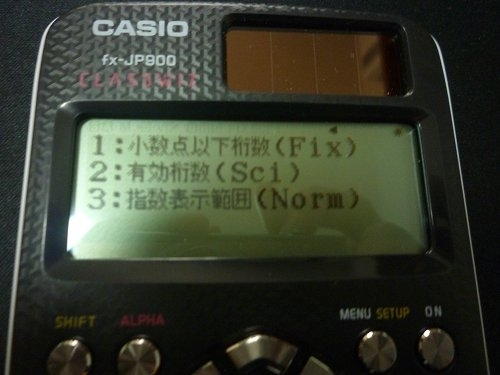 CASIO
fx-JP900
CLASSWIZ
1:小数点以下桁数(Fix)
2:有効桁数(Sci)
3:指数表示範囲(Norm)
SHIFT ALPHA MENU SETUP ON